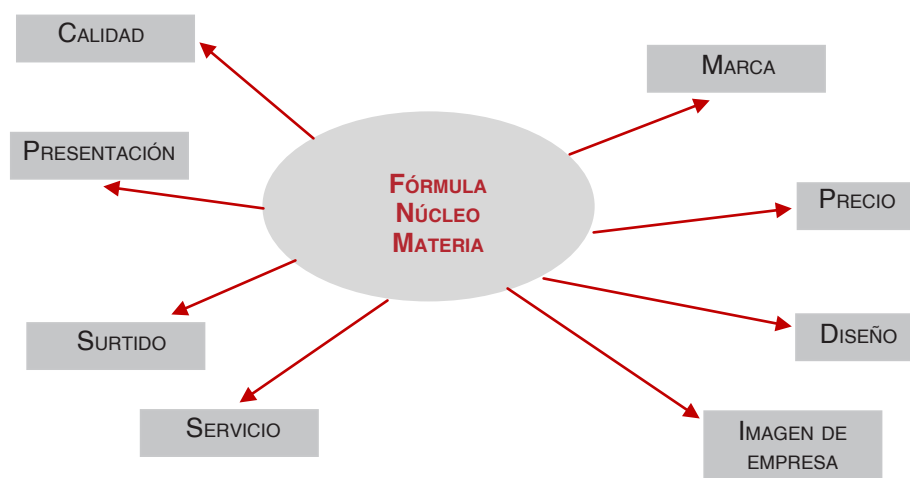 CALIDAD
MARCA
PRESENTACIÓN
FÓRMULA
NÚCLEO
MATERIA
PRECIO
SURTIDO
DISEÑO
SERVICIO
IMAGEN DE
EMPRESA